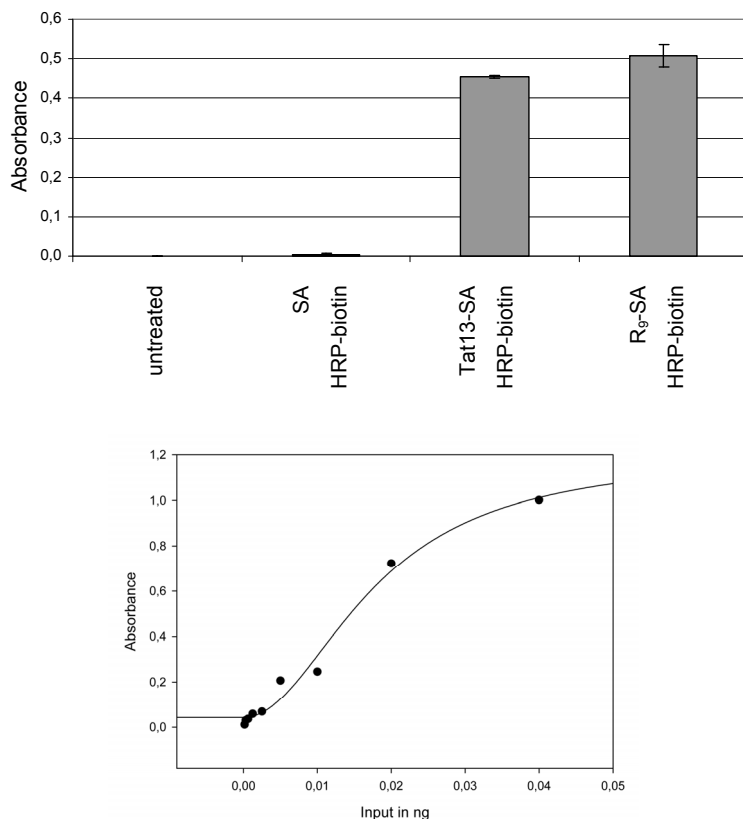 0,6
0,5
0,4
0,3
0,2
0,1
0,0
Absorbance
untreated
SA
HRP-biotin
Tat13-SA
HRP-biotin
R₉-SA
HRP-biotin
1,2
1,0
0,8
0,6
0,4
0,2
0,0
Absorbance
0,00 0,01 0,02 0,03 0,04 0,05
Input in ng